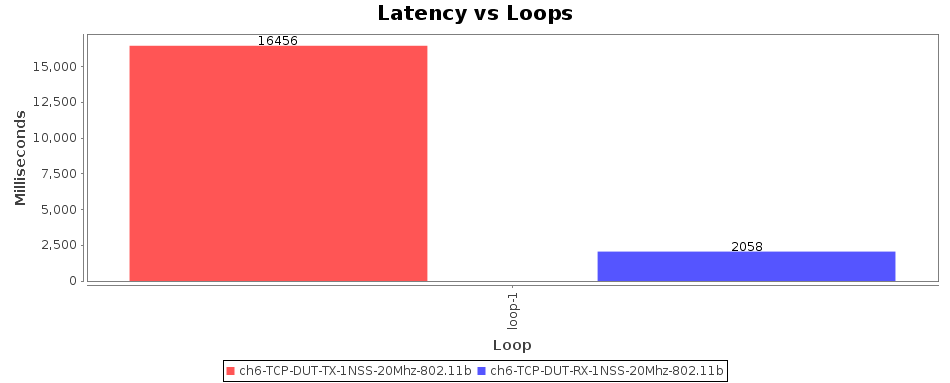 Latency vs Loops
16456
2058
15,000
12,500
10,000
7,500
5,000
2,500
0
Milliseconds
loop-1
Loop
ch6-TCP-DUT-TX-1NSS-20Mhz-802.11b ch6-TCP-DUT-RX-1NSS-20Mhz-802.11b